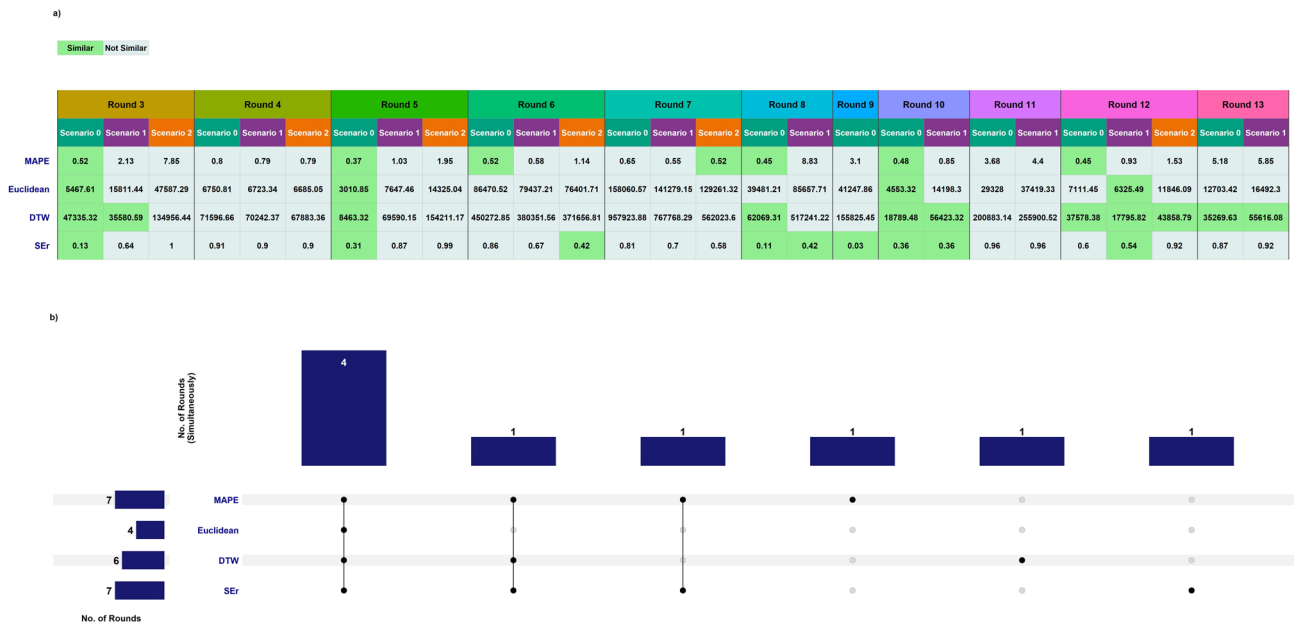 a)
Similar Not Similar
Round 3 Round 4 Round 5 Round 6 Round 7 Round 8 Round 9 Round 10 Round 11 Round 12 Round 13
Scenario 0 Scenario 1 Scenario 2 Scenario 0 Scenario 1 Scenario 2 Scenario 0 Scenario 1 Scenario 2 Scenario 0 Scenario 1 Scenario 2 Scenario 0 Scenario 1 Scenario 2 Scenario 0 Scenario 1 Scenario 0 Scenario 0 Scenario 1 Scenario 0 Scenario 1 Scenario 0 Scenario 1 Scenario 2 Scenario 0 Scenario 1
MAPE 0.52 2.13 7.85 0.8 0.79 0.79 0.37 1.03 1.95 0.52 0.58 1.14 0.65 0.55 0.52 0.45 8.83 3.1 0.48 0.85 3.68 4.4 0.45 0.93 1.53 5.18 5.85
Euclidean 5467.61 15811.44 47587.29 6750.81 6723.34 6685.05 3010.85 7647.46 14325.04 86470.52 79437.21 76401.71 158060.57 141279.15 129261.32 39481.21 85657.71 41247.86 4553.32 14198.3 29328 37419.33 7111.45 6325.49 11846.09 12703.42 16492.3
DTW 47335.32 35580.59 134956.44 71596.66 70242.37 67883.36 8463.32 69590.15 154211.17 450272.85 380351.56 371656.81 957923.88 767768.29 562023.6 62069.31 517241.22 155825.45 18789.48 56423.32 200883.14 255900.52 37578.38 17795.82 43858.79 35269.63 55616.08
SEr 0.13 0.64 1 0.91 0.9 0.9 0.31 0.87 0.99 0.86 0.67 0.42 0.81 0.7 0.58 0.11 0.42 0.03 0.36 0.36 0.96 0.96 0.6 0.54 0.92 0.87 0.92
b)
No. of Rounds
(Simultaneously)
4 1 1 1 1 1
7 MAPE
4 Euclidean
6 DTW
7 SEr
No. of Rounds